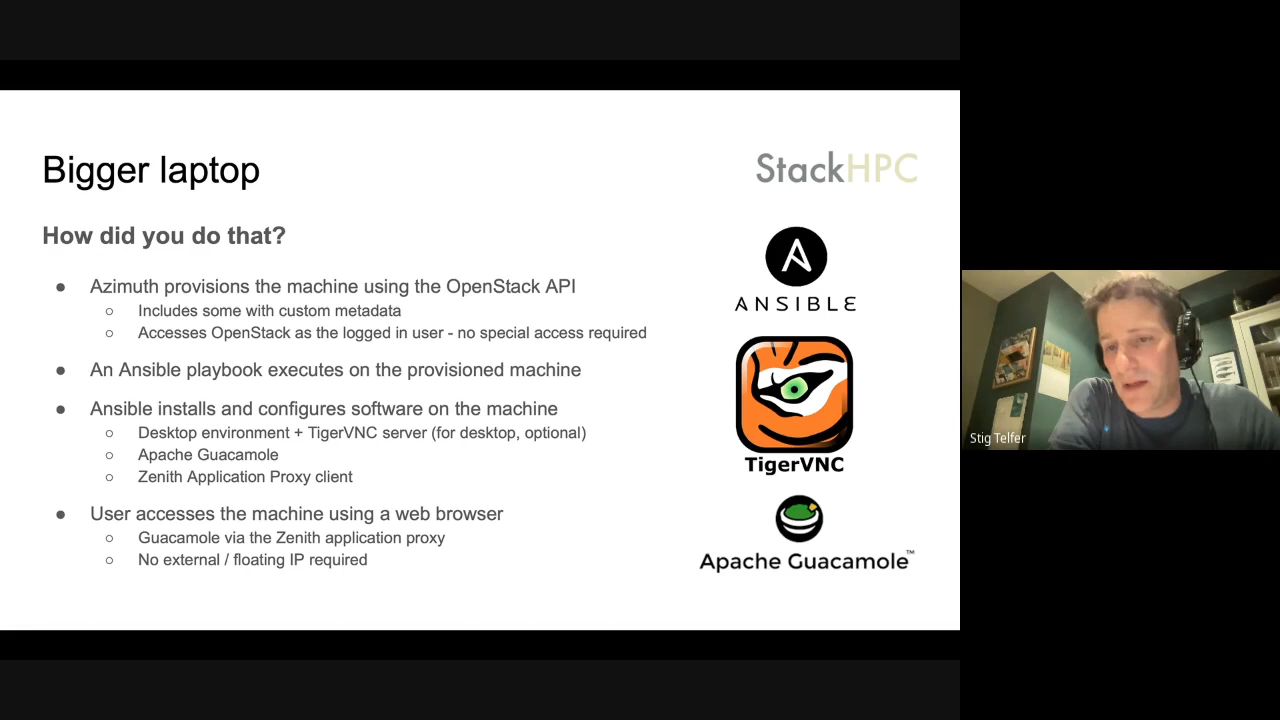 Bigger laptop
StackHPC
How did you do that?
● Azimuth provisions the machine using the OpenStack API
○ Includes some with custom metadata
○ Accesses OpenStack as the logged in user - no special access required
● An Ansible playbook executes on the provisioned machine
● Ansible installs and configures software on the machine
○ Desktop environment + TigerVNC server (for desktop, optional)
○ Apache Guacamole
○ Zenith Application Proxy client
● User accesses the machine using a web browser
○ Guacamole via the Zenith application proxy
○ No external / floating IP required
ANSIBLE
TigerVNC
Apache Guacamole™
Stig Telfer